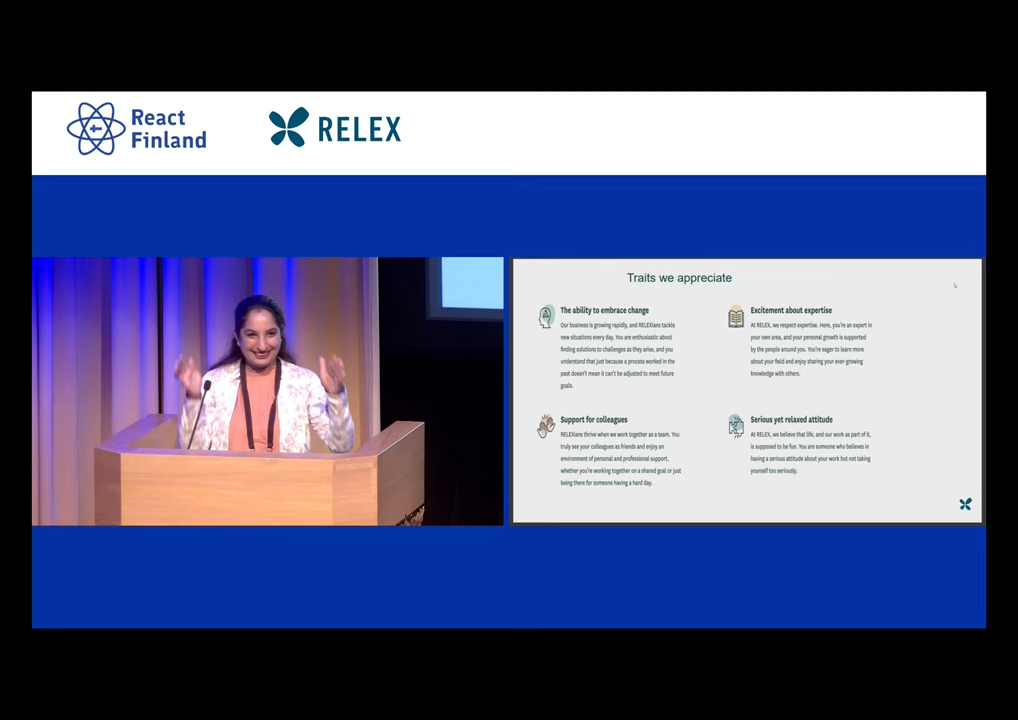 React
Finland
RELEX
Traits we appreciate
The ability to embrace change
Our business is growing rapidly, and RELEXians tackle
new situations every day. You are enthusiastic about
finding solutions to challenges as they arise, and you
understand that just because a process worked in the
past doesn't mean it can't be adjusted to meet future
goals.
Excitement about expertise
At RELEX, we respect expertise. Here, you're an expert in
your own area, and your personal growth is supported
by the people around you. You're eager to learn more
about your field and enjoy sharing your ever-growing
knowledge with others.
Support for colleagues
RELEXians thrive when we work together as a team. You
truly see your colleagues as friends and enjoy an
environment of personal and professional support,
whether you're working together on a shared goal or just
being there for someone having a hard day.
Serious yet relaxed attitude
At RELEX, we believe that life, and our work as part of it,
is supposed to be fun. You are someone who believes in
having a serious attitude about your work but not taking
yourself too seriously.